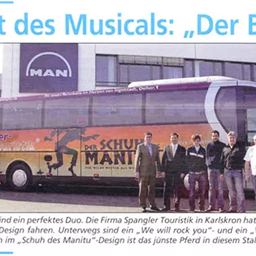 t des Musicals: „Der B
MAN
DER SCHUH
MANITU
ind ein perfektes Duo. Die Firma Spangler Touristik in Karlskron hat
Design fahren. Unterwegs sind ein „We will rock you"- und ein „V
h im „Schuh des Manitu"-Design ist das jünste Pferd in diesem Stal